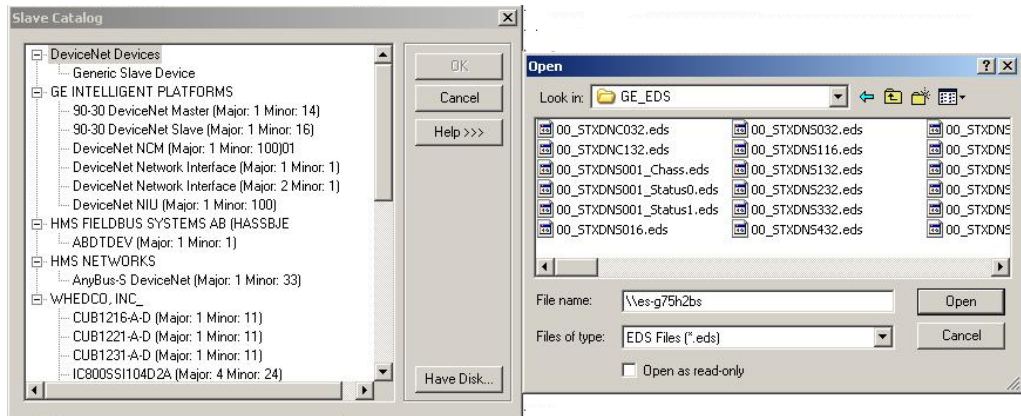 Slave Catalog
DeviceNet Devices
Generic Slave Device
GE INTELLIGENT PLATFORMS
90-30 DeviceNet Master (Major: 1 Minor: 14)
90-30 DeviceNet Slave (Major: 1 Minor: 16)
DeviceNet NCM (Major: 1 Minor: 100)01
DeviceNet Network Interface (Major: 1 Minor: 1)
DeviceNet Network Interface (Major: 2 Minor: 1)
DeviceNet NIU (Major: 1 Minor: 100)
HMS FIELDBUS SYSTEMS AB (HASSBJE
ABDTDEV (Major: 1 Minor: 1)
HMS NETWORKS
AnyBus-S DeviceNet (Major: 1 Minor: 33)
WHEDCO, INC_
CUB1216-A-D (Major: 1 Minor: 11)
CUB1221-A-D (Major: 1 Minor: 11)
CUB1231-A-D (Major: 1 Minor: 11)
IC800SSI104D2A (Major: 4 Minor: 24)
OK
Cancel
Help >>>
Have Disk...
Open
Look in: GE_EDS
00_STXDNC032.eds
00_STXDNC132.eds
00_STXDNS001_Chass.eds
00_STXDNS001_Status0.eds
00_STXDNS001_Status1.eds
00_STXDNS016.eds
00_STXDNS032.eds
00_STXDNS116.eds
00_STXDNS132.eds
00_STXDNS232.eds
00_STXDNS332.eds
00_STXDNS432.eds
00_STXDNS
00_STXDNS
00_STXDNS
00_STXDNS
00_STXDNS
00_STXDNS
File name: \\es-g75h2bs
Open
Files of type: EDS Files (*.eds)
Cancel
Open as read-only